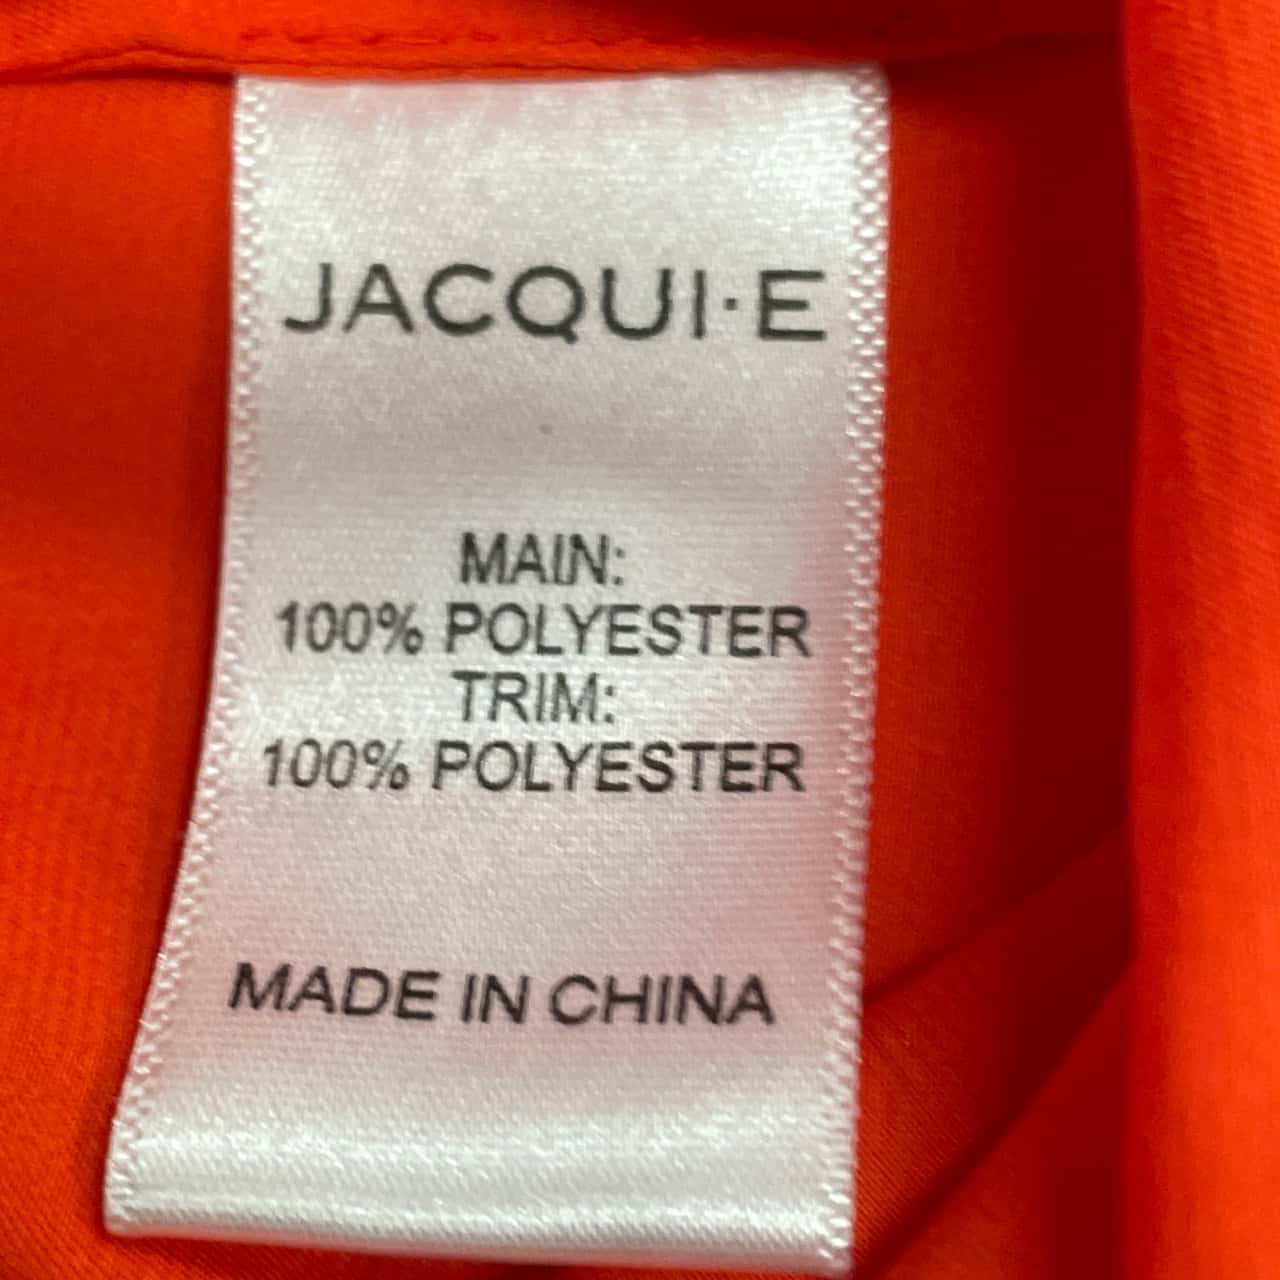 JACQUI·E
MAIN:
100% POLYESTER
TRIM:
100% POLYESTER
MADE IN CHINA